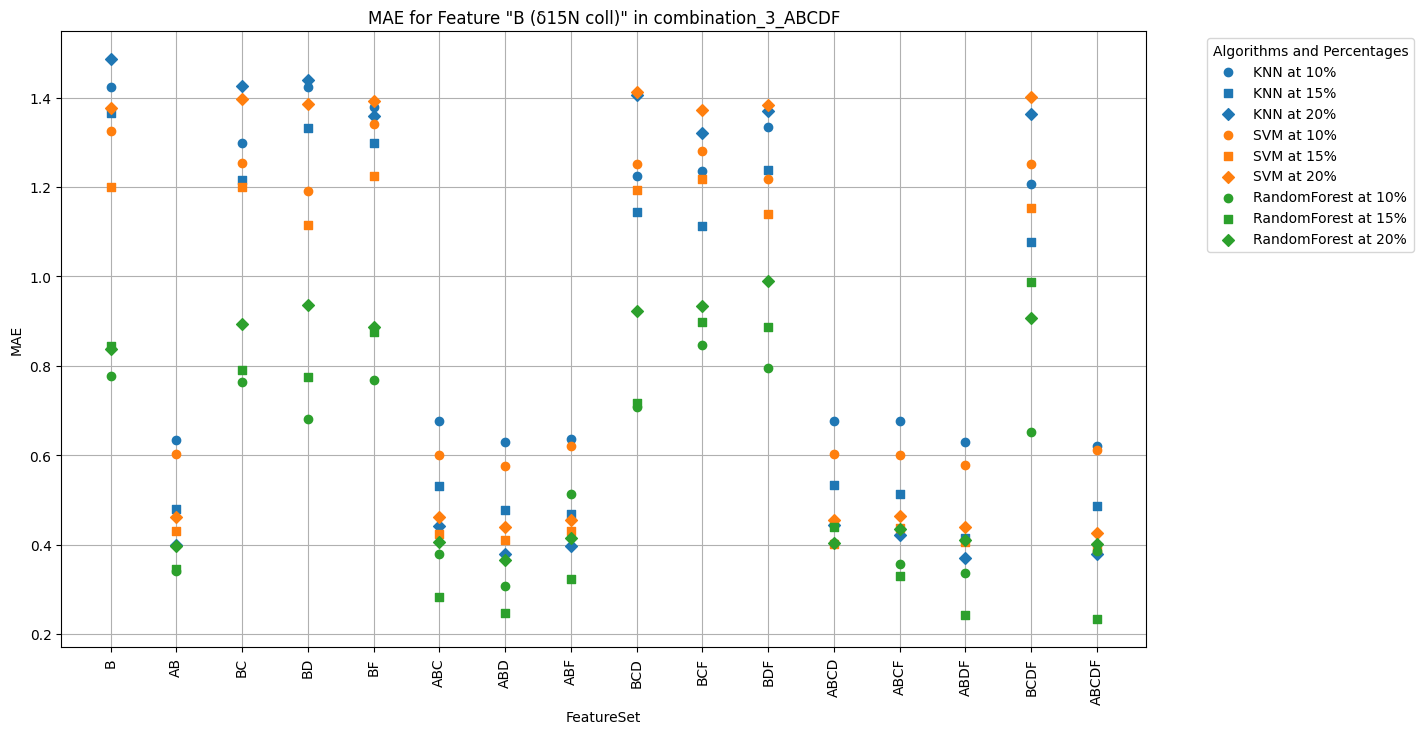 MAE for Feature "B (δ15N coll)" in combination_3_ABCDF
MAE
1.4
1.2
1.0
0.8
0.6
0.4
0.2
B
AB
BC
BD
BF
ABC
ABD
ABF
BCD
BCF
BDF
ABCD
ABCF
ABDF
BCDF
ABCDF
FeatureSet
Algorithms and Percentages
KNN at 10%
KNN at 15%
KNN at 20%
SVM at 10%
SVM at 15%
SVM at 20%
RandomForest at 10%
RandomForest at 15%
RandomForest at 20%